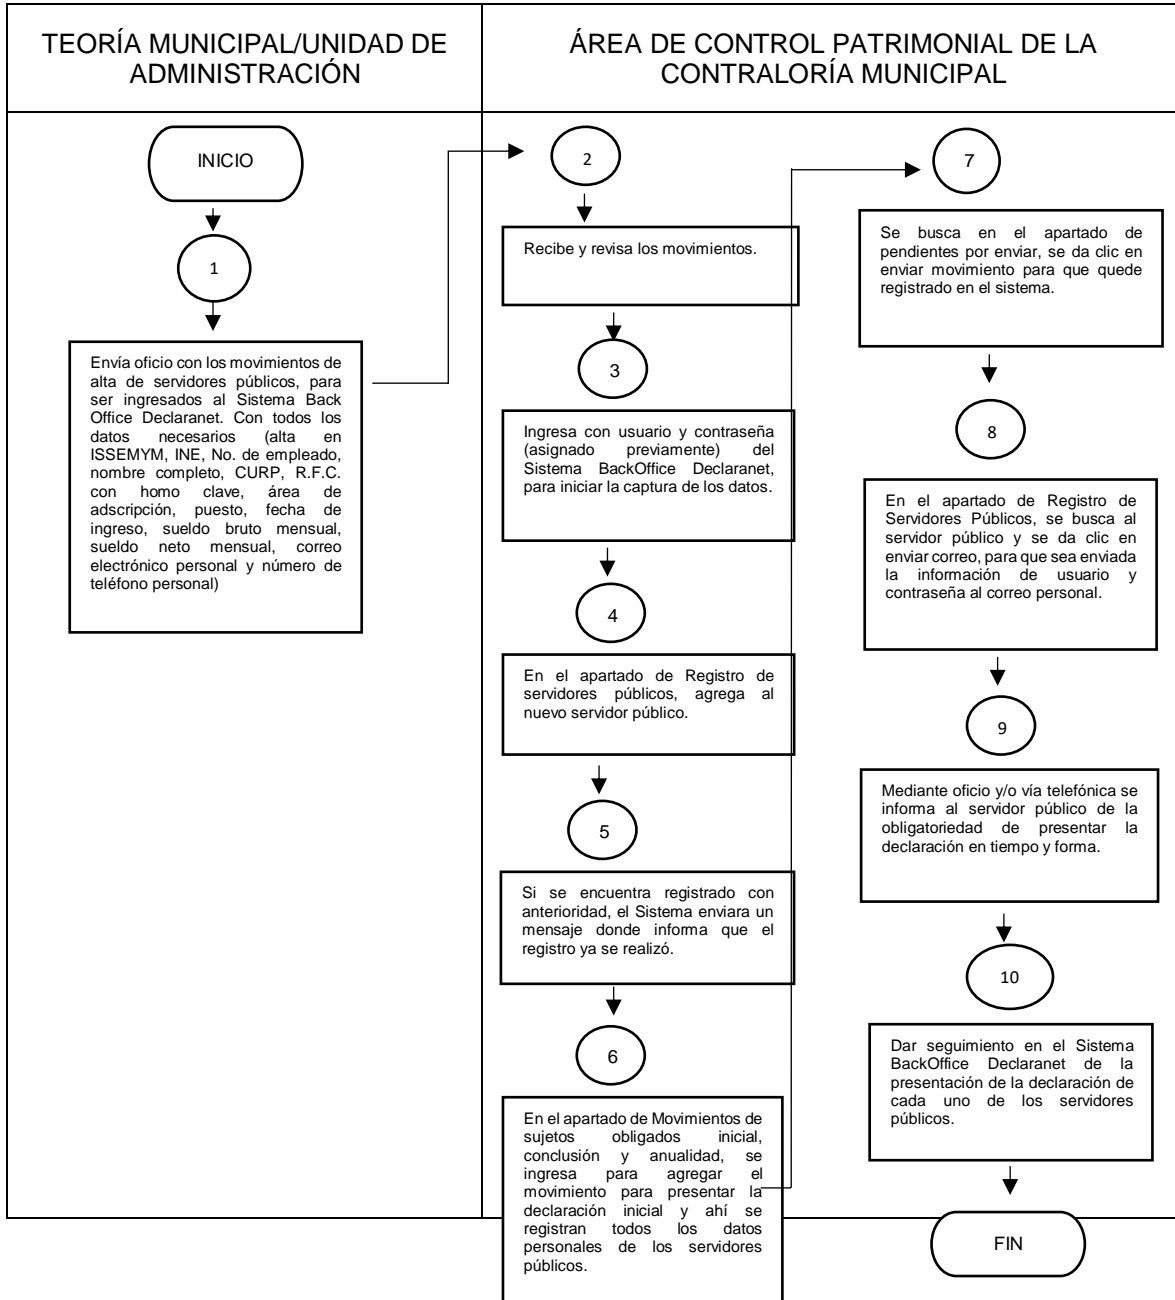 TEORÍA MUNICIPAL/UNIDAD DE
ADMINISTRACIÓN
ÁREA DE CONTROL PATRIMONIAL DE LA
CONTRALORÍA MUNICIPAL
INICIO
1
Envía oficio con los movimientos de
alta de servidores públicos, para
ser ingresados al Sistema Back
Office Declaranet. Con todos los
datos necesarios (alta en
ISSEMYM, INE, No. de empleado,
nombre completo, CURP, R.F.C.
con homo clave, área de
adscripción, puesto, fecha de
ingreso, sueldo bruto mensual,
sueldo neto mensual, correo
electrónico personal y número de
teléfono personal)
2
Recibe y revisa los movimientos.
3
Ingresa con usuario y contraseña
(asignado previamente) del
Sistema BackOffice Declaranet,
para iniciar la captura de los datos.
4
En el apartado de Registro de
servidores públicos, agrega al
nuevo servidor público.
5
Si se encuentra registrado con
anterioridad, el Sistema enviara un
mensaje donde informa que el
registro ya se realizó.
6
En el apartado de Movimientos de
sujetos obligados inicial,
conclusión y anualidad, se
ingresa para agregar el
movimiento para presentar la
declaración inicial y ahí se
registran todos los datos
personales de los servidores
públicos.
7
Se busca en el apartado de
pendientes por enviar, se da clic en
enviar movimiento para que quede
registrado en el sistema.
8
En el apartado de Registro de
Servidores Públicos, se busca al
servidor público y se da clic en
enviar correo, para que sea enviada
la información de usuario y
contraseña al correo personal.
9
Mediante oficio y/o vía telefónica se
informa al servidor público de la
obligatoriedad de presentar la
declaración en tiempo y forma.
10
Dar seguimiento en el Sistema
BackOffice Declaranet de la
presentación de la declaración de
cada uno de los servidores
públicos.
FIN